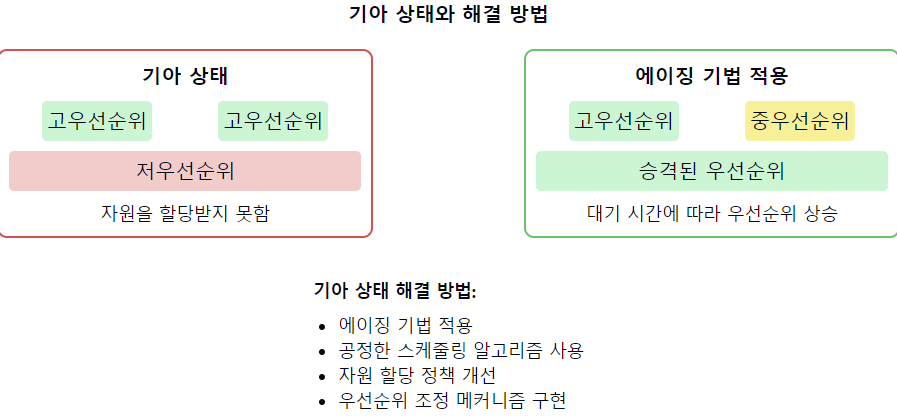 기아 상태와 해결 방법
기아 상태
고우선순위 고우선순위
저우선순위
자원을 할당받지 못함
에이징 기법 적용
고우선순위 중우선순위
승격된 우선순위
대기 시간에 따라 우선순위 상승
기아 상태 해결 방법:
• 에이징 기법 적용
• 공정한 스케줄링 알고리즘 사용
• 자원 할당 정책 개선
• 우선순위 조정 메커니즘 구현